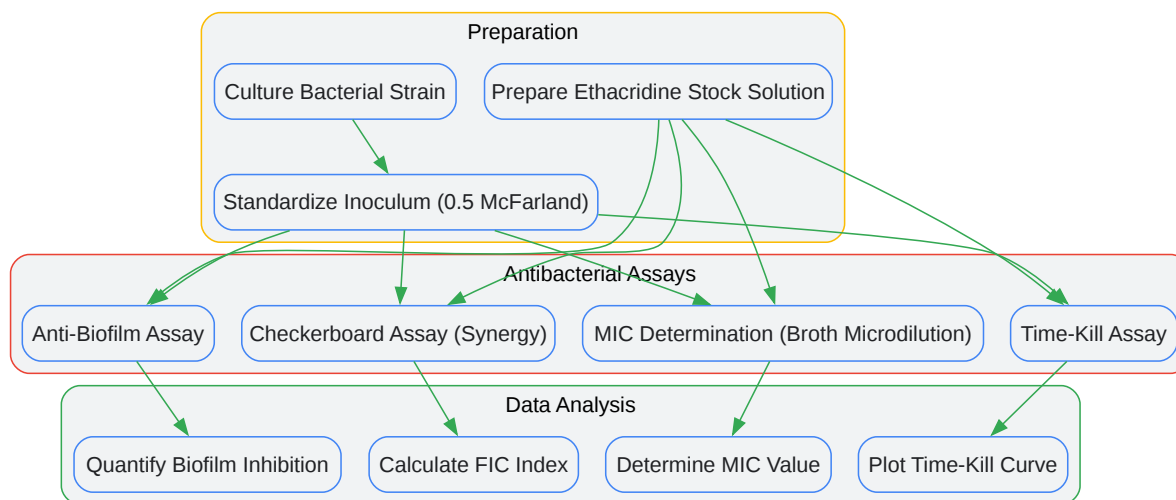 Preparation
Culture Bacterial Strain
Prepare Ethacridine Stock Solution
Standardize Inoculum (0.5 McFarland)
Antibacterial Assays
Anti-Biofilm Assay
Checkerboard Assay (Synergy)
MIC Determination (Broth Microdilution)
Time-Kill Assay
Data Analysis
Quantify Biofilm Inhibition
Calculate FIC Index
Determine MIC Value
Plot Time-Kill Curve